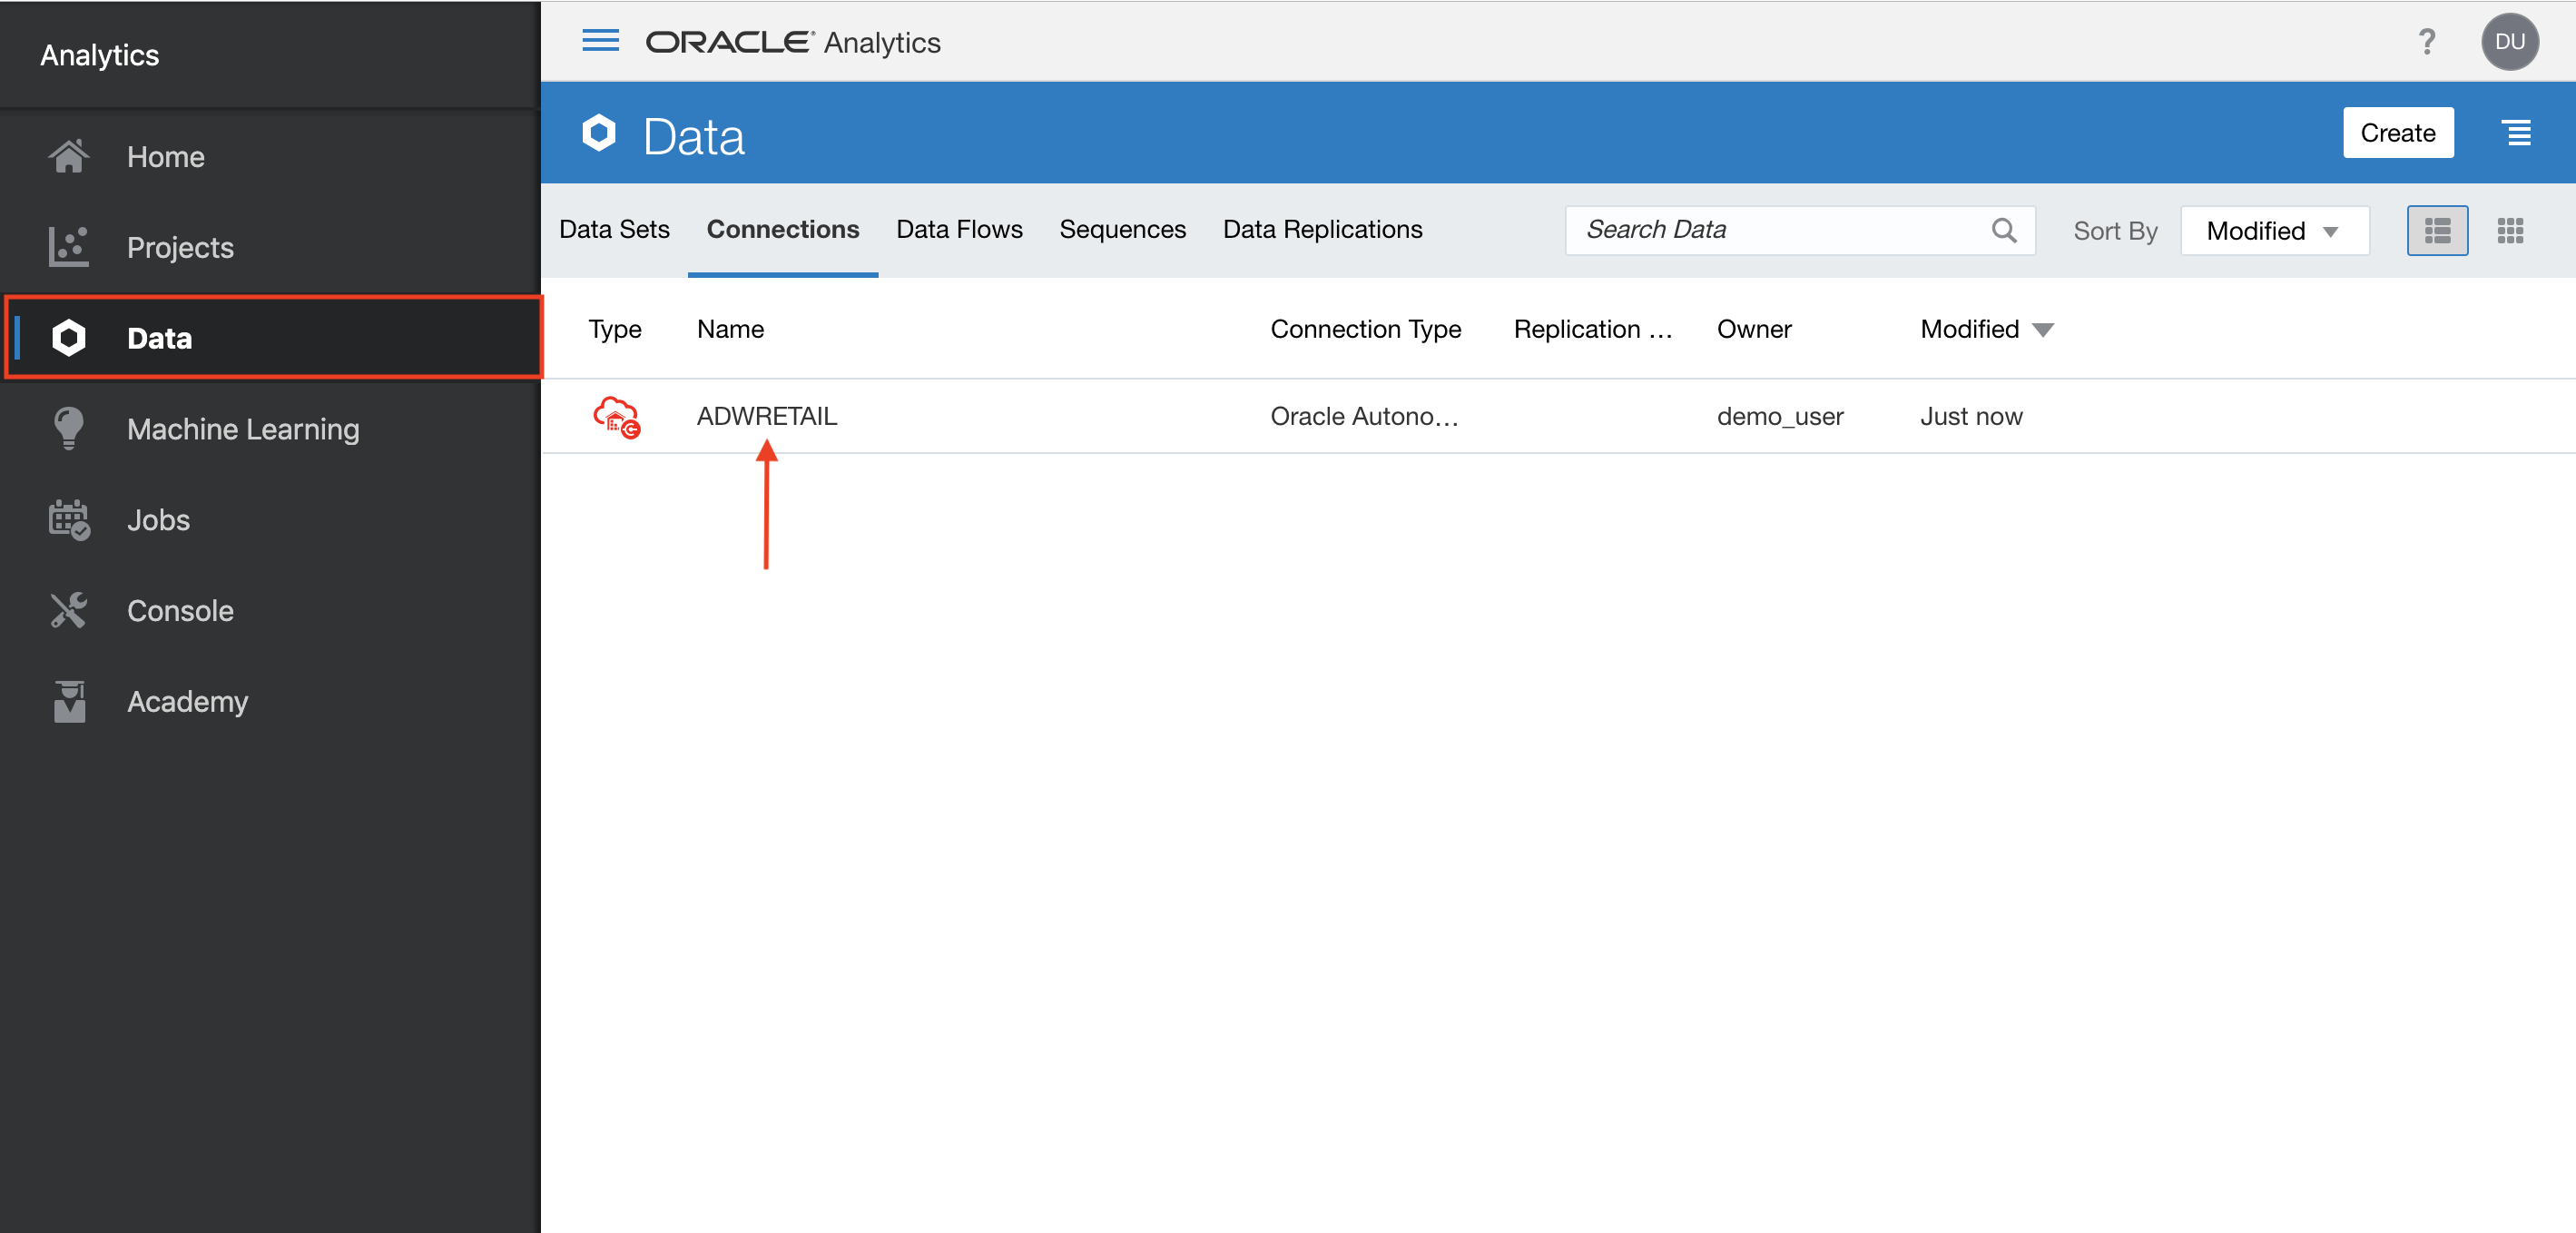 Analytics
Home
Projects
Data
Machine Learning
Jobs
Console
Academy
ORACLE® Analytics
? DU
Data
Create
Data Sets Connections Data Flows Sequences Data Replications Search Data Sort By Modified
Type Name Connection Type Replication ... Owner Modified
ADWRETAIL Oracle Autono... demo_user Just now